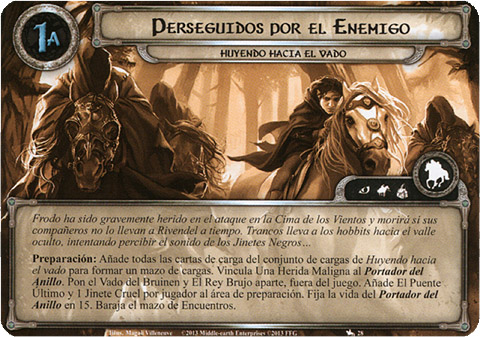 1A
PERSEGUIDOS POR EL ENEMIGO
HUYENDO HACIA EL VADO
Frodo ha sido gravemente herido en el ataque en la Cima de los Vientos y morirá si sus
compañeros no lo llevan a Rivendel a tiempo. Trancos lleva a los hobbits hacia el valle
oculto, intentando percibir el sonido de los Jinetes Negros...
Preparación: Añade todas las cartas de carga del conjunto de cargas de Huyendo hacia
el vado para formar un mazo de cargas. Vincula Una Herida Maligna al Portador del
Anillo. Pon el Vado del Bruinen y El Rey Brujo aparte, fuera del juego. Añade El Puente
Último y 1 Jinete Cruel por jugador al área de preparación. Fija la vida del Portador del
Anillo en 15. Baraja el mazo de Encuentros.
Ilus. Magali Villeneuve ©2013 Middle-earth Enterprises ©2013 FFG 28